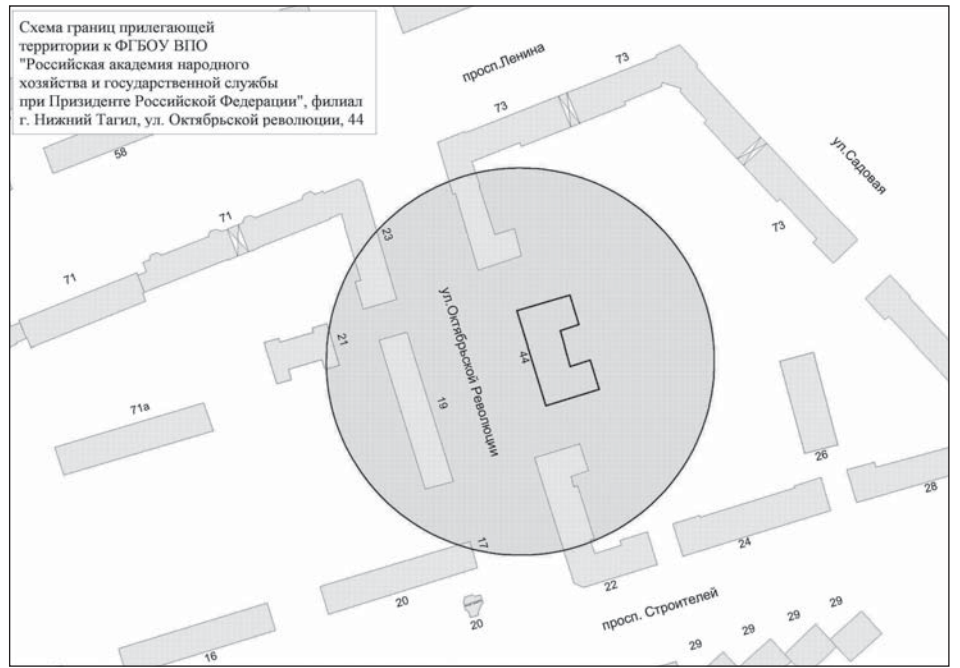 Схема границ прилегающей
территории к ФГБОУ ВПО
"Российская академия народного
хозяйства и государственной службы
при Президенте Российской Федерации", филиал
г. Нижний Тагил, ул. Октябрьской революции, 44
просп.Ленина
73
73
58
ул.Садовая
71
73
23
71
ул.Октябрьской Революции
21
44
19
71а
26
28
17
24
22
20
20
просп. Строителей
29
29
29
29
16